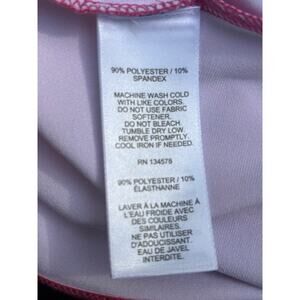 90% POLYESTER / 10%
SPANDEX
MACHINE WASH COLD
WITH LIKE COLORS.
DO NOT USE FABRIC
SOFTENER.
DO NOT BLEACH.
TUMBLE DRY LOW.
REMOVE PROMPTLY.
COOL IRON IF NEEDED.
RN 134578
90% POLYESTER / 10%
ÉLASTHANNE
LAVER À LA MACHINE À
L'EAU FROIDE AVEC
DES COULEURS
SIMILAIRES.
NE PAS UTILISER
D'ADOUCISSANT.
EAU DE JAVEL
INTERDITE.